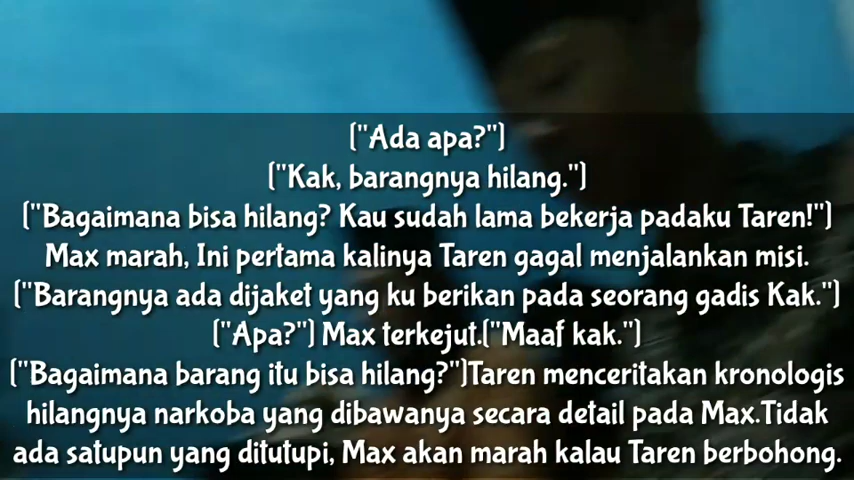 ("Ada apa?")
("Kak, barangnya hilang.")
("Bagaimana bisa hilang? Kau sudah lama bekerja padaku Taren!")
Max marah, Ini pertama kalinya Taren gagal menjalankan misi.
("Barangnya ada dijaket yang ku berikan pada seorang gadis Kak.")
("Apa?") Max terkejut.("Maaf kak.")
("Bagaimana barang itu bisa hilang?")Taren menceritakan kronologis
hilangnya narkoba yang dibawanya secara detail pada Max.Tidak
ada satupun yang ditutupi, Max akan marah kalau Taren berbohong.